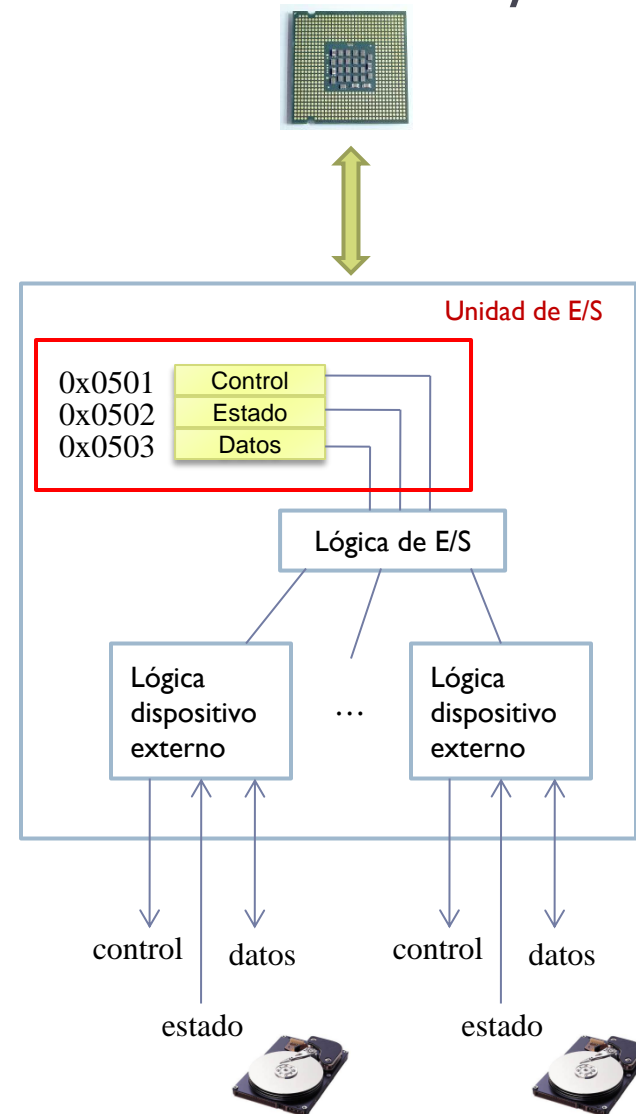 Unidad de E/S
0x0501 Control
0x0502 Estado
0x0503 Datos
Lógica de E/S
Lógica
dispositivo
externo
...
Lógica
dispositivo
externo
control
datos
control
datos
estado
estado